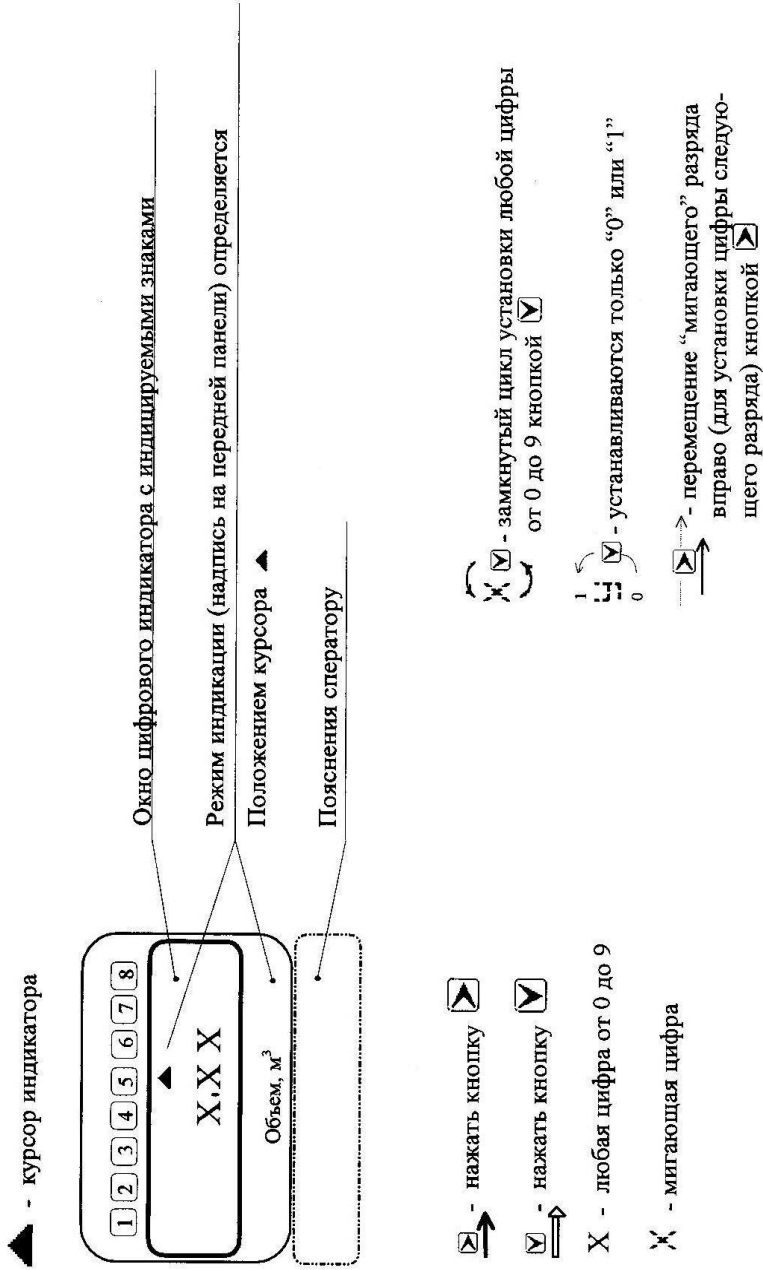 ▲ - курсор индикатора
1 2 3 4 5 6 7 8
X,X X
Объем, м³
Окно цифрового индикатора с индицируемыми знаками
Режим индикации (надпись на передней панели) определяется
Положением курсора ▲
Пояснения сператору
- нажать кнопку
- нажать кнопку
X - любая цифра от 0 до 9
X - мигающая цифра
X - замкнутый цикл установки любой цифры
от 0 до 9 кнопкой
1
0
- устанавливаются только “0” или “1”
- перемещение “мигающего” разряда
вправо (для установки цифры следую-
щего разряда) кнопкой